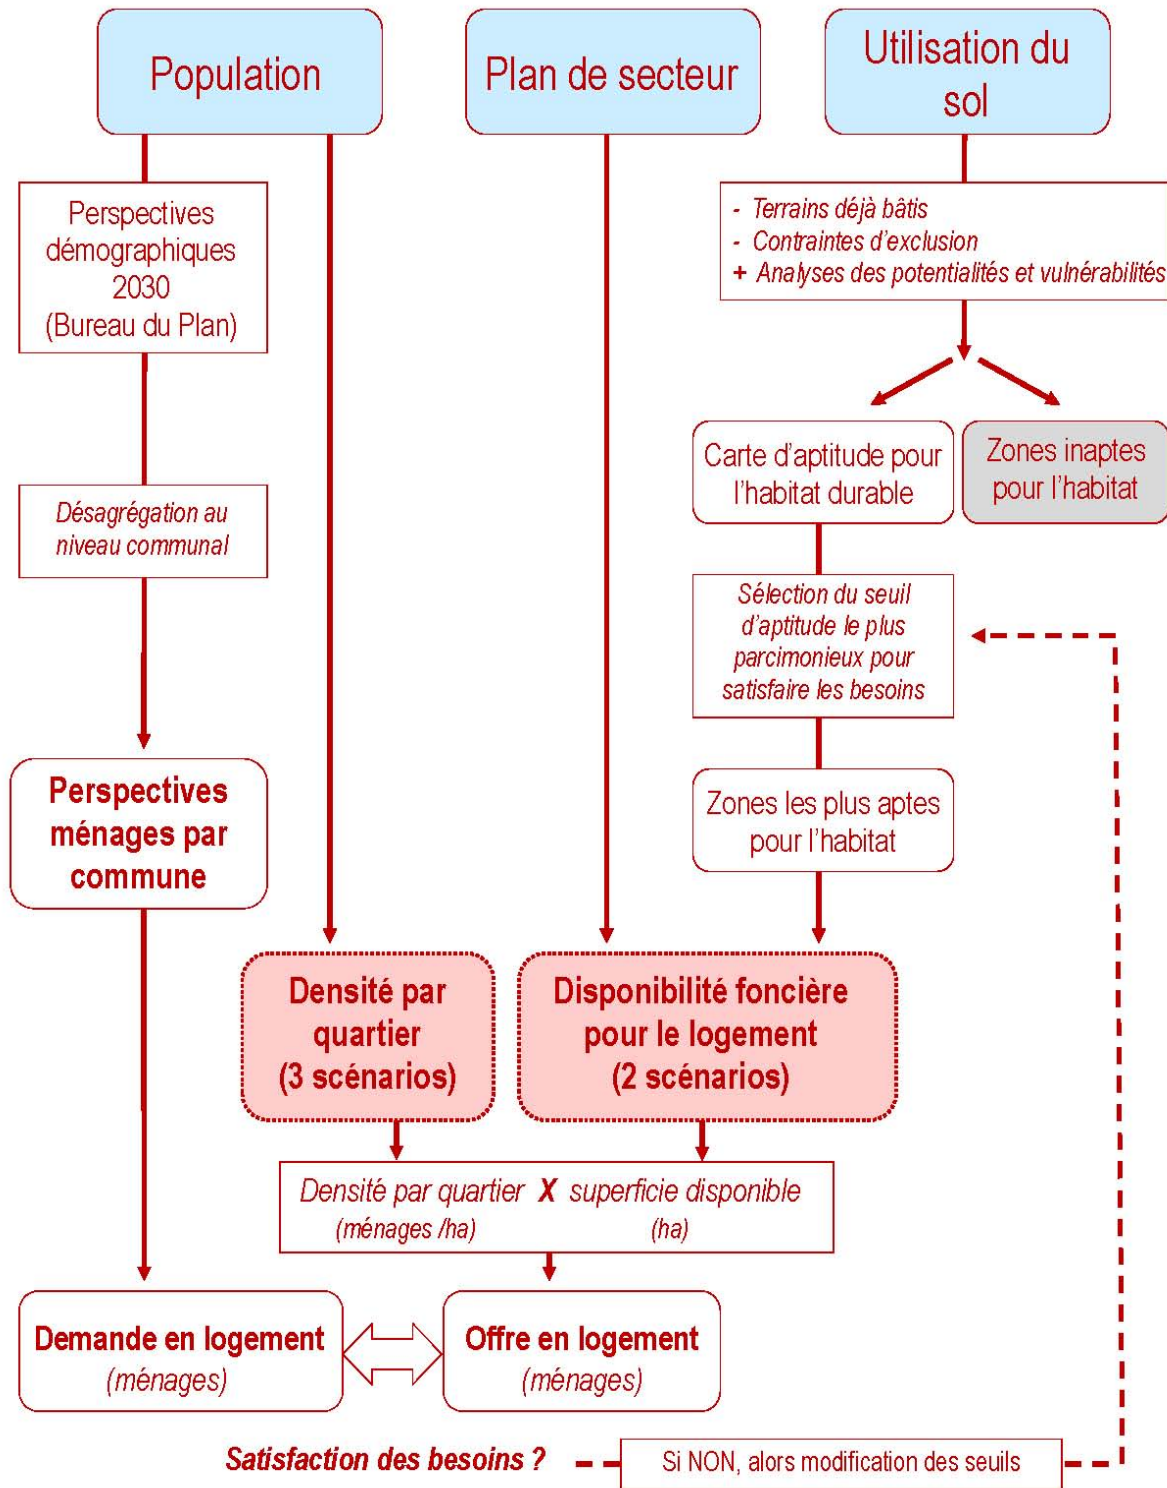 Population
Plan de secteur
Utilisation du
sol
Perspectives
démographiques
2030
(Bureau du Plan)
- Terrains déjà bâtis
- Contraintes d'exclusion
+ Analyses des potentialités et vulnérabilités
Carte d'aptitude pour
l'habitat durable
Zones inaptes
pour l'habitat
Désagrégation au
niveau communal
Sélection du seuil
d'aptitude le plus
parcimonieux pour
satisfaire les besoins
Perspectives
ménages par
commune
Zones les plus aptes
pour l'habitat
Densité par
quartier
(3 scénarios)
Disponibilité foncière
pour le logement
(2 scénarios)
Densité par quartier X superficie disponible
(ménages /ha) (ha)
Demande en logement
(ménages)
Offre en logement
(ménages)
Satisfaction des besoins ?
Si NON, alors modification des seuils